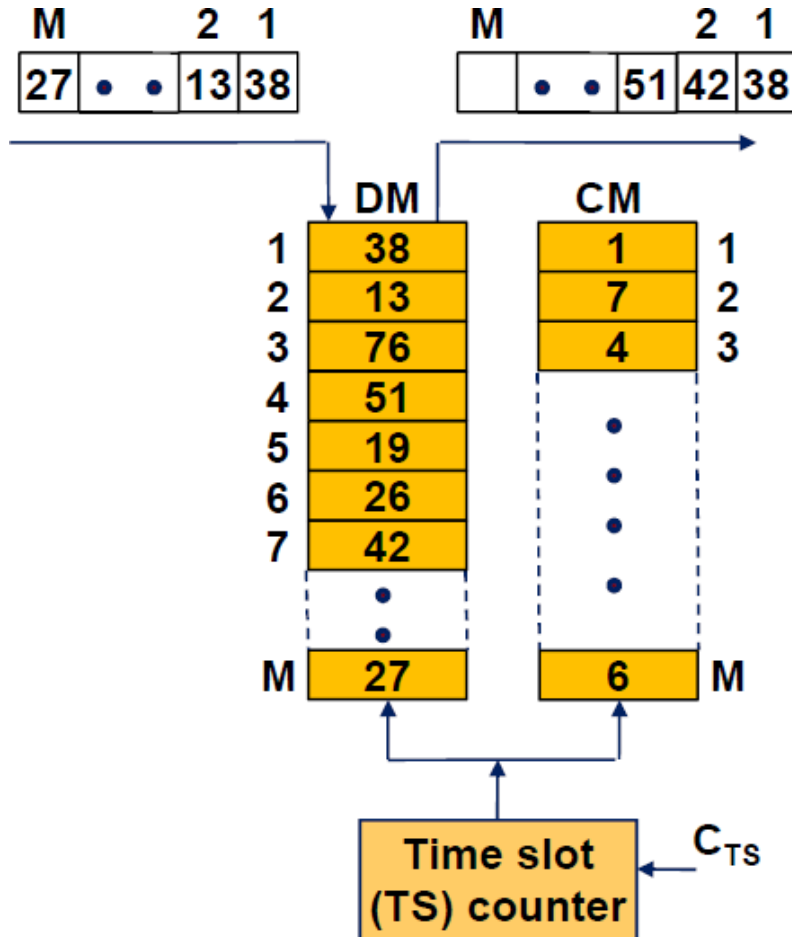 M 2 1 M 2 1
27 13 38 51 42 38
DM CM
1 38 1 1
2 13 7 2
3 76 4 3
4 51
5 19
6 26
7 42
M 27 6 M
Time slot C_TS
(TS) counter